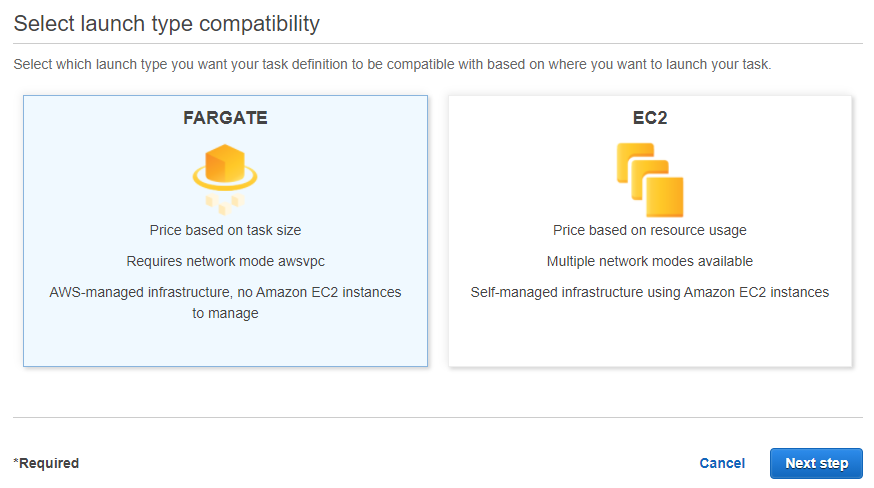 Select launch type compatibility
Select which launch type you want your task definition to be compatible with based on where you want to launch your task.
FARGATE
Price based on task size
Requires network mode awsvpc
AWS-managed infrastructure, no Amazon EC2 instances
to manage
EC2
Price based on resource usage
Multiple network modes available
Self-managed infrastructure using Amazon EC2 instances
*Required
Cancel
Next step